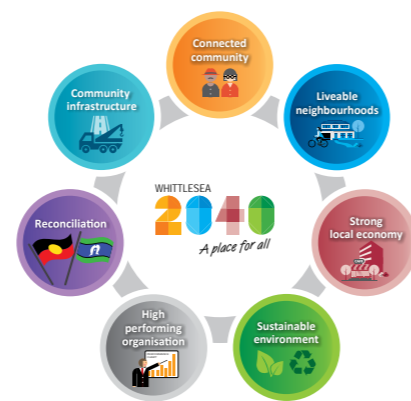 Connected
community
Community
infrastructure
Liveable
neighbourhoods
WHITTLESEA
2040
A place for all
Reconciliation
Strong
local economy
High
performing
organisation
Sustainable
environment